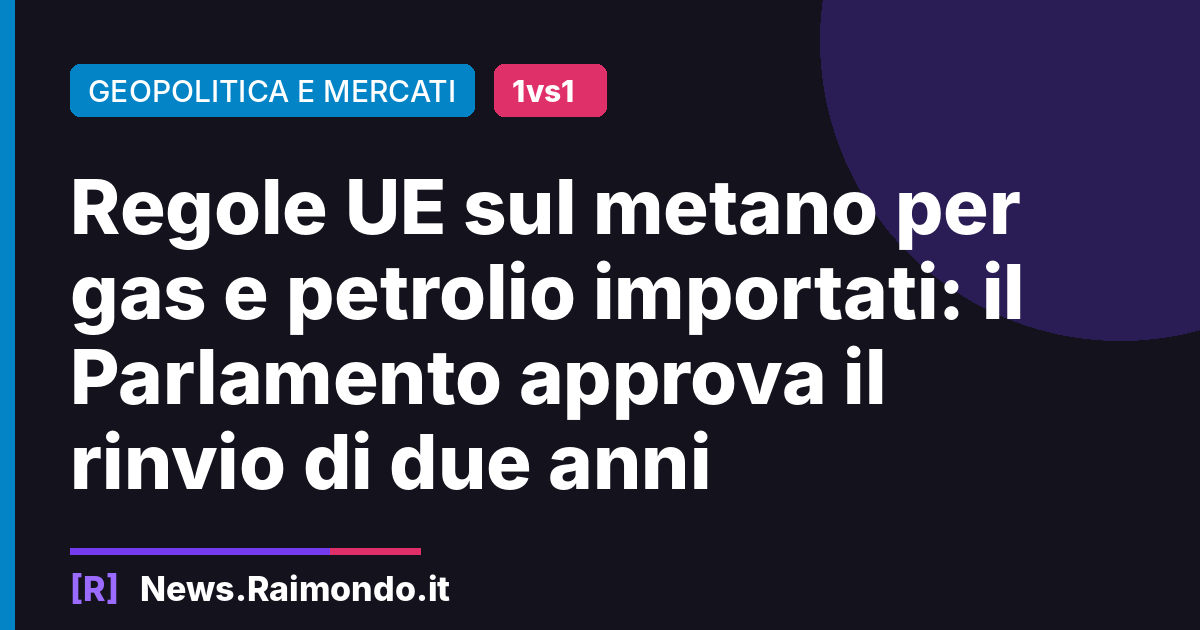 GEOPOLITICA E MERCATI
1vs1
Regole UE sul metano per
gas e petrolio importati: il
Parlamento approva il
rinvio di due anni
[R] News.Raimondo.it